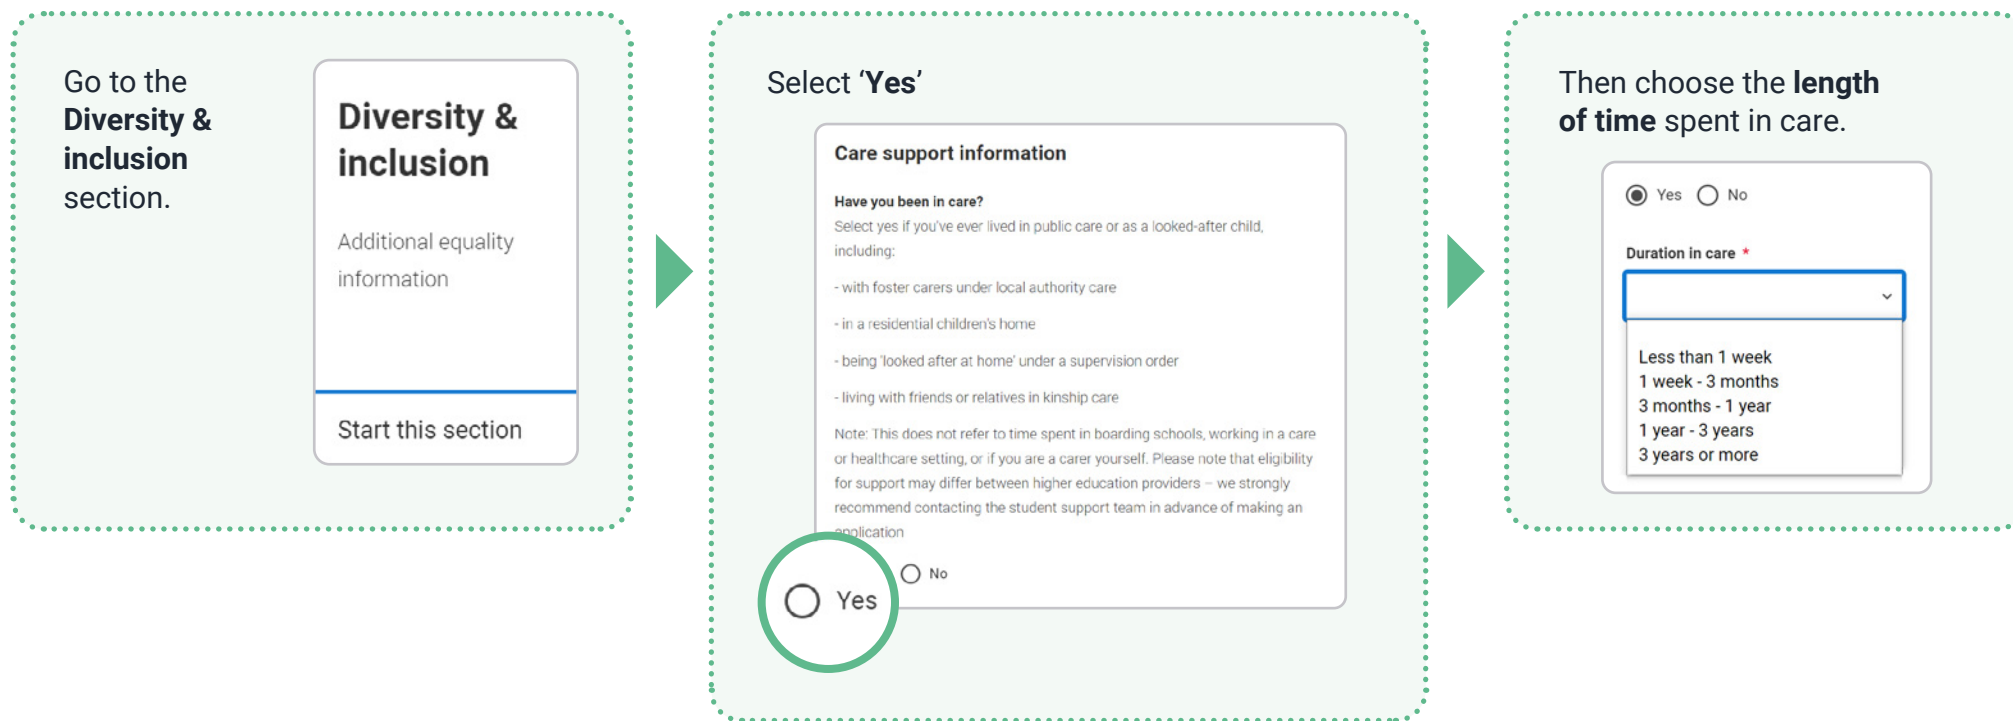 Go to the
Diversity &
inclusion
section.
Diversity &
inclusion
Additional equality
information
Start this section
Select ‘Yes’
Care support information
Have you been in care?
Select yes if you've ever lived in public care or as a looked-after child,
including:
- with foster carers under local authority care
- in a residential children's home
- being 'looked after at home' under a supervision order
- living with friends or relatives in kinship care
Note: This does not refer to time spent in boarding schools, working in a care
or healthcare setting, or if you are a carer yourself. Please note that eligibility
for support may differ between higher education providers – we strongly
recommend contacting the student support team in advance of making an
application
Yes
No
Then choose the length
of time spent in care.
Yes No
Duration in care *
Less than 1 week
1 week - 3 months
3 months - 1 year
1 year - 3 years
3 years or more